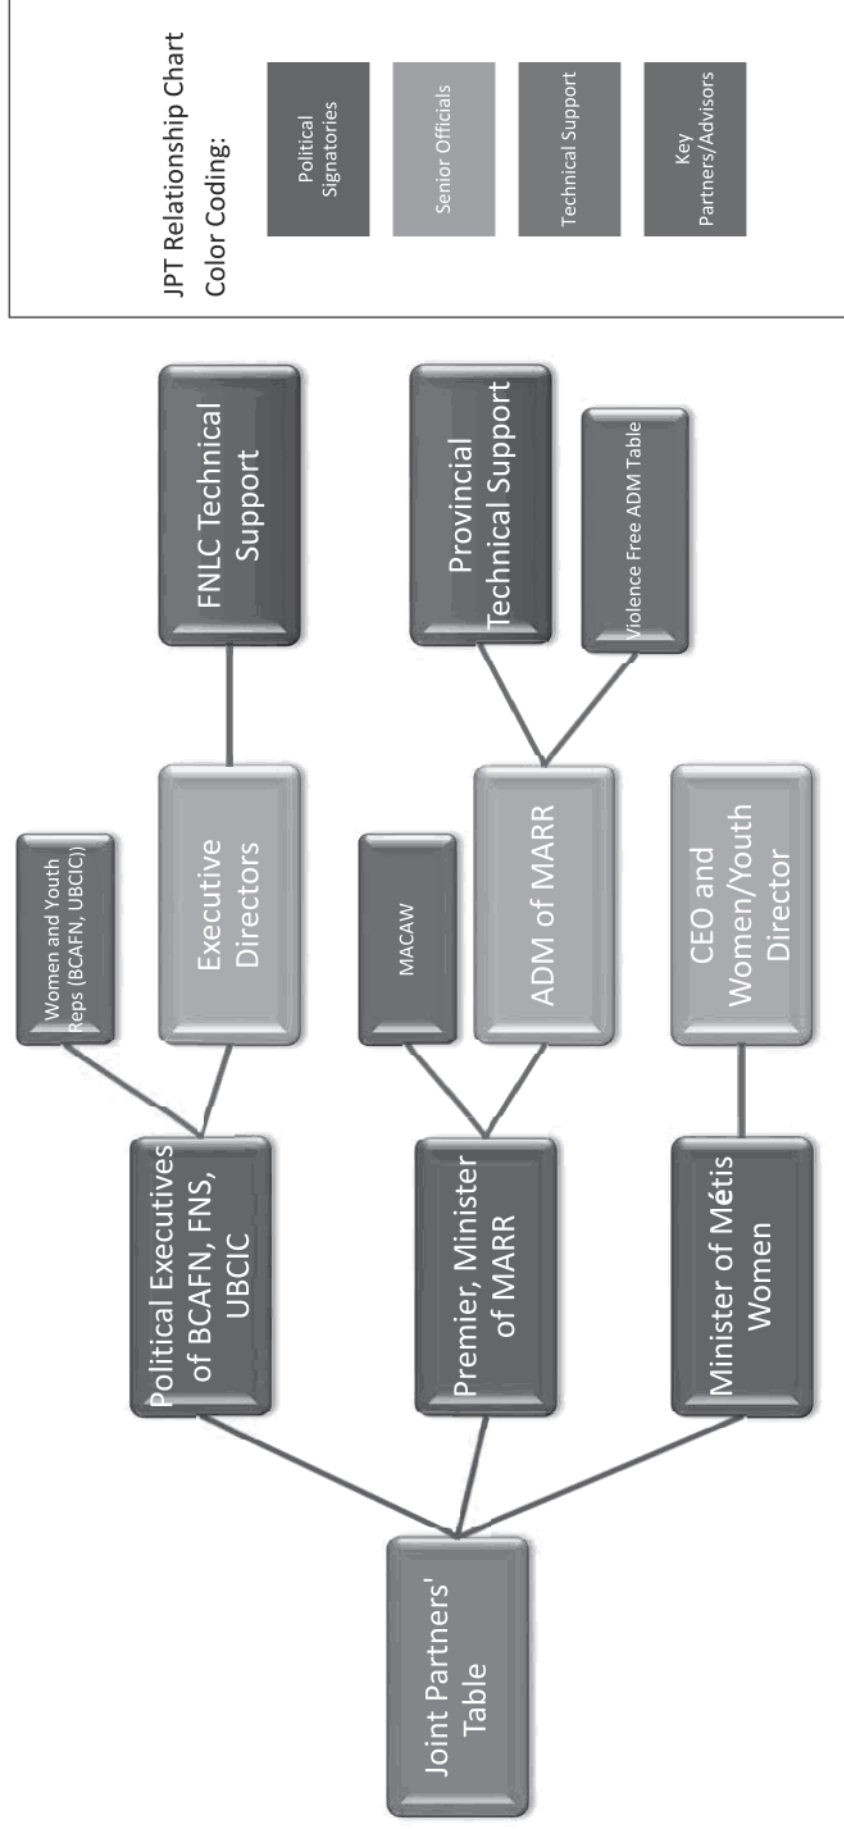 JPT Relationship Chart
Color Coding:
Political
Signatories
Senior Officials
Technical Support
Key
Partners/Advisors
Joint Partners'
Table
Political Executives
of BCAFN, FNS,
UBCIC
Women and Youth
Reps (BCAFN, UBCIC))
Executive
Directors
FNLC Technical
Support
Premier, Minister
of MARR
MACAW
ADM of MARR
Provincial
Technical Support
Violence Free ADM Table
Minister of Métis
Women
CEO and
Women/Youth
Director